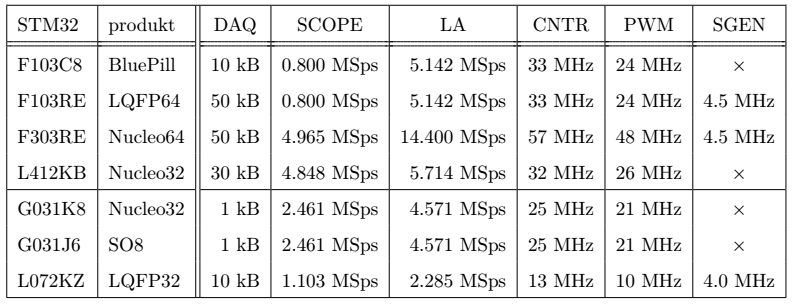 STM32 produkt DAQ SCOPE LA CNTR PWM SGEN
F103C8 BluePill 10 kB 0.800 MSps 5.142 MSps 33 MHz 24 MHz ×
F103RE LQFP64 50 kB 0.800 MSps 5.142 MSps 33 MHz 24 MHz 4.5 MHz
F303RE Nucleo64 50 kB 4.965 MSps 14.400 MSps 57 MHz 48 MHz 4.5 MHz
L412KB Nucleo32 30 kB 4.848 MSps 5.714 MSps 32 MHz 26 MHz ×
G031K8 Nucleo32 1 kB 2.461 MSps 4.571 MSps 25 MHz 21 MHz ×
G031J6 SO8 1 kB 2.461 MSps 4.571 MSps 25 MHz 21 MHz ×
L072KZ LQFP32 10 kB 1.103 MSps 2.285 MSps 13 MHz 10 MHz 4.0 MHz